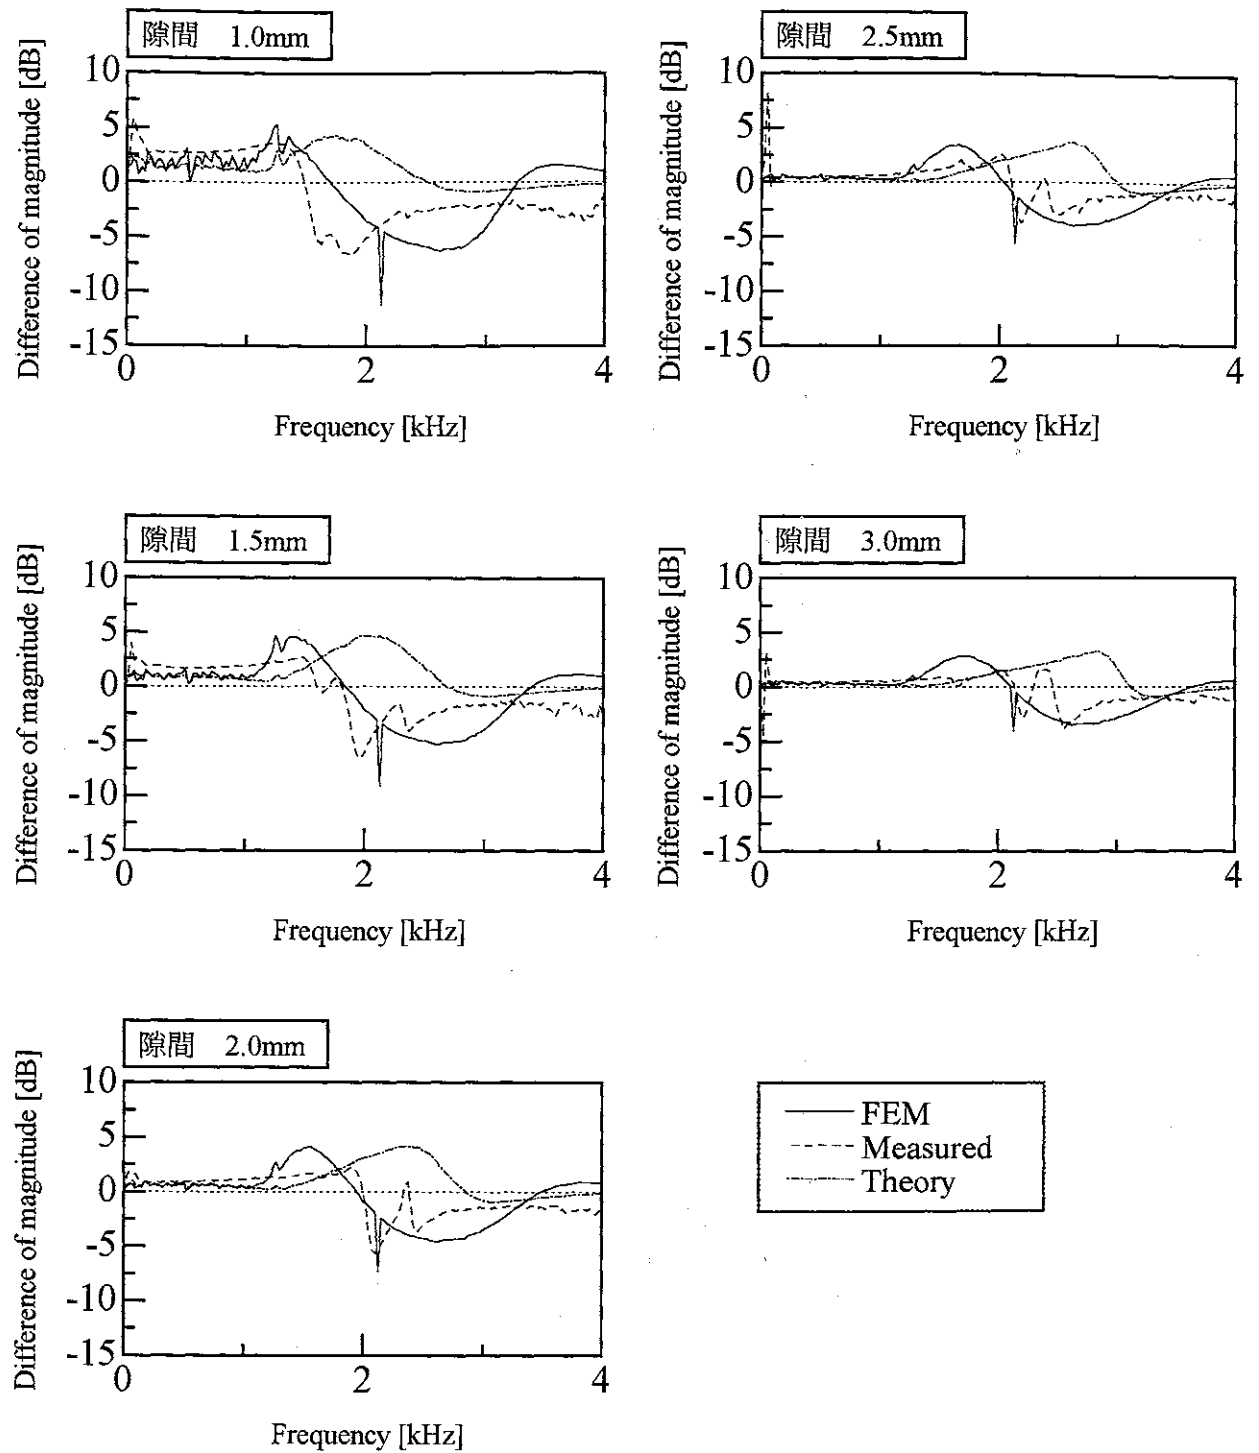 隙間 1.0mm
Difference of magnitude [dB]
10
5
0
-5
-10
-15
0 2 4
Frequency [kHz]
隙間 2.5mm
Difference of magnitude [dB]
10
5
0
-5
-10
-15
0 2 4
Frequency [kHz]
隙間 1.5mm
Difference of magnitude [dB]
10
5
0
-5
-10
-15
0 2 4
Frequency [kHz]
隙間 3.0mm
Difference of magnitude [dB]
10
5
0
-5
-10
-15
0 2 4
Frequency [kHz]
隙間 2.0mm
Difference of magnitude [dB]
10
5
0
-5
-10
-15
0 2 4
Frequency [kHz]
FEM
Measured
Theory